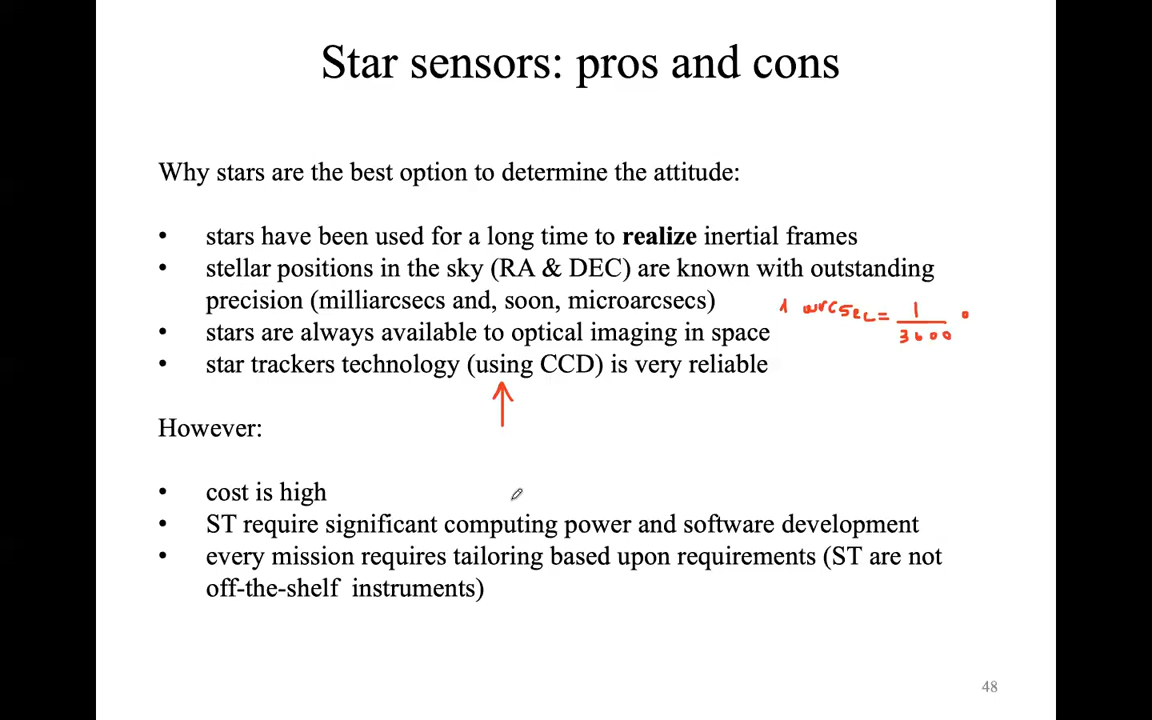 Star sensors: pros and cons
Why stars are the best option to determine the attitude:
• stars have been used for a long time to realize inertial frames
• stellar positions in the sky (RA & DEC) are known with outstanding
precision (milliarcsecs and, soon, microarcsecs)
1 arcsec = 1/3600 °
• stars are always available to optical imaging in space
• star trackers technology (using CCD) is very reliable
However:
• cost is high
• ST require significant computing power and software development
• every mission requires tailoring based upon requirements (ST are not
off-the-shelf instruments)
48